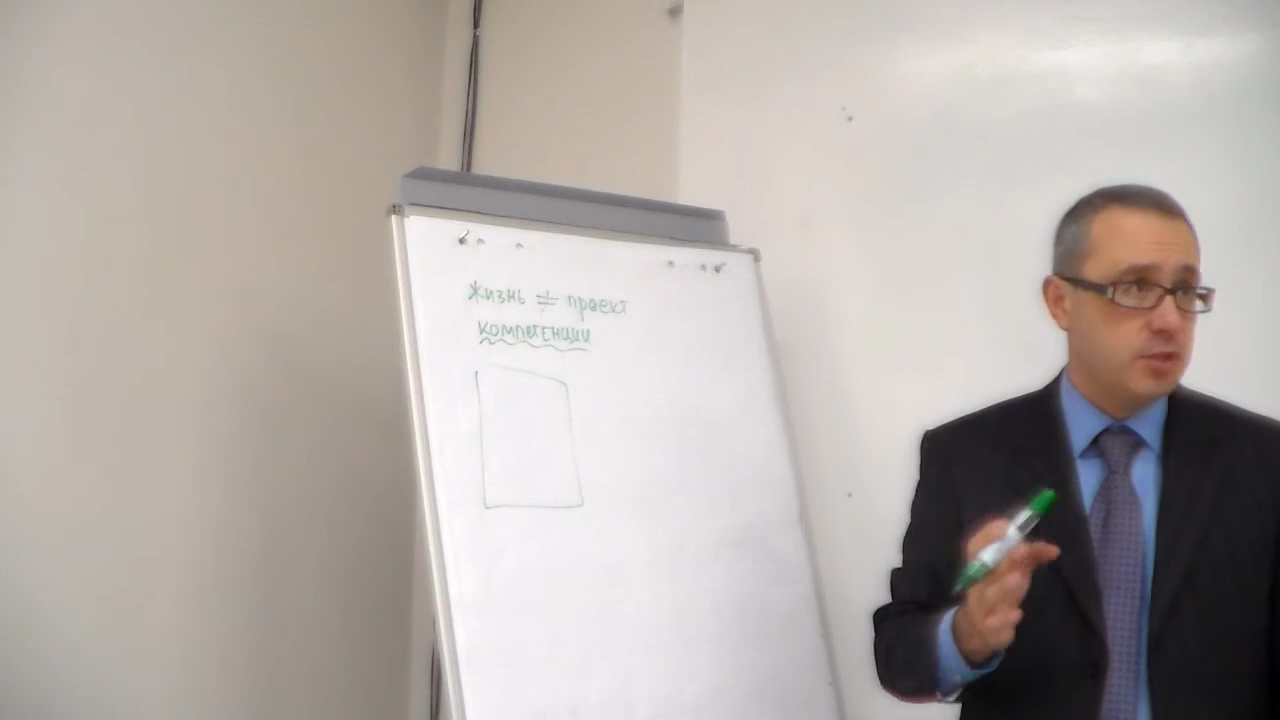 жизнь ≠ проект
компетенции